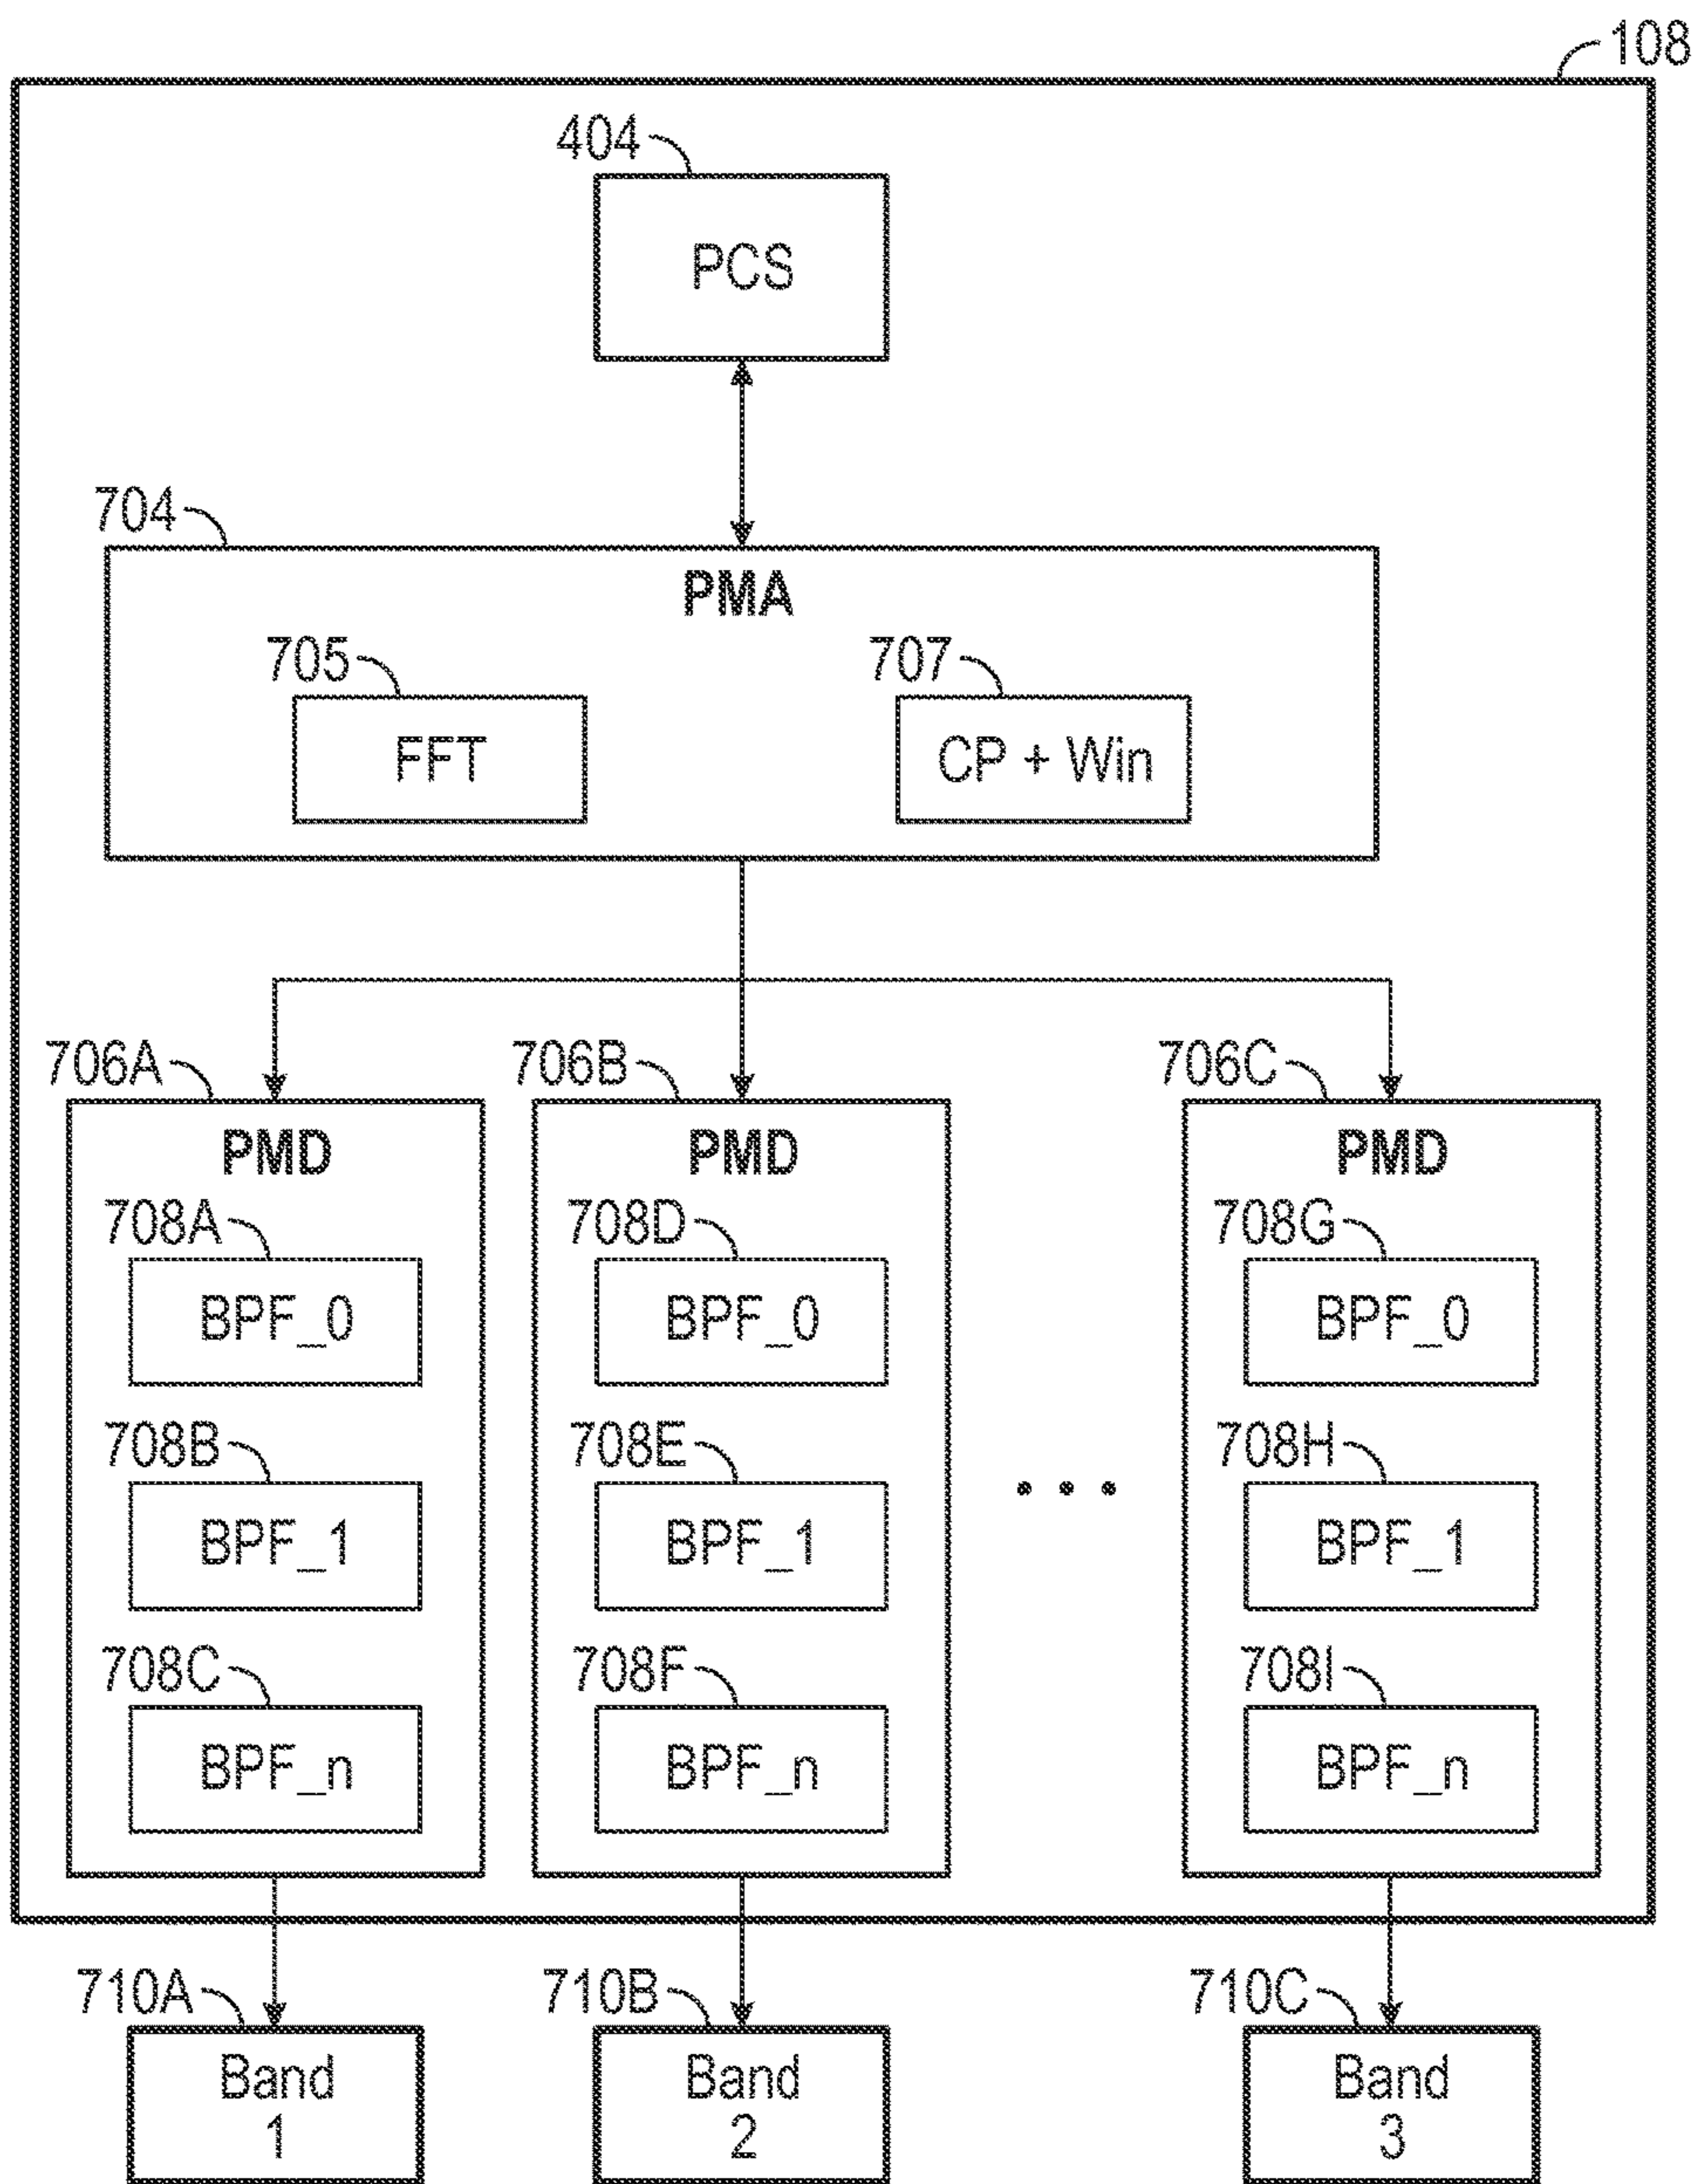 108
404
PCS
704
PMA
705
707
FFT
CP + Win
706A
706B
706C
PMD
PMD
PMD
708A
708D
708G
BPF_0
BPF_0
BPF_0
708B
708E
708H
BPF_1
BPF_1
BPF_1
708C
708F
708I
BPF_n
BPF_n
BPF_n
710A
710B
710C
Band
1
Band
2
Band
3